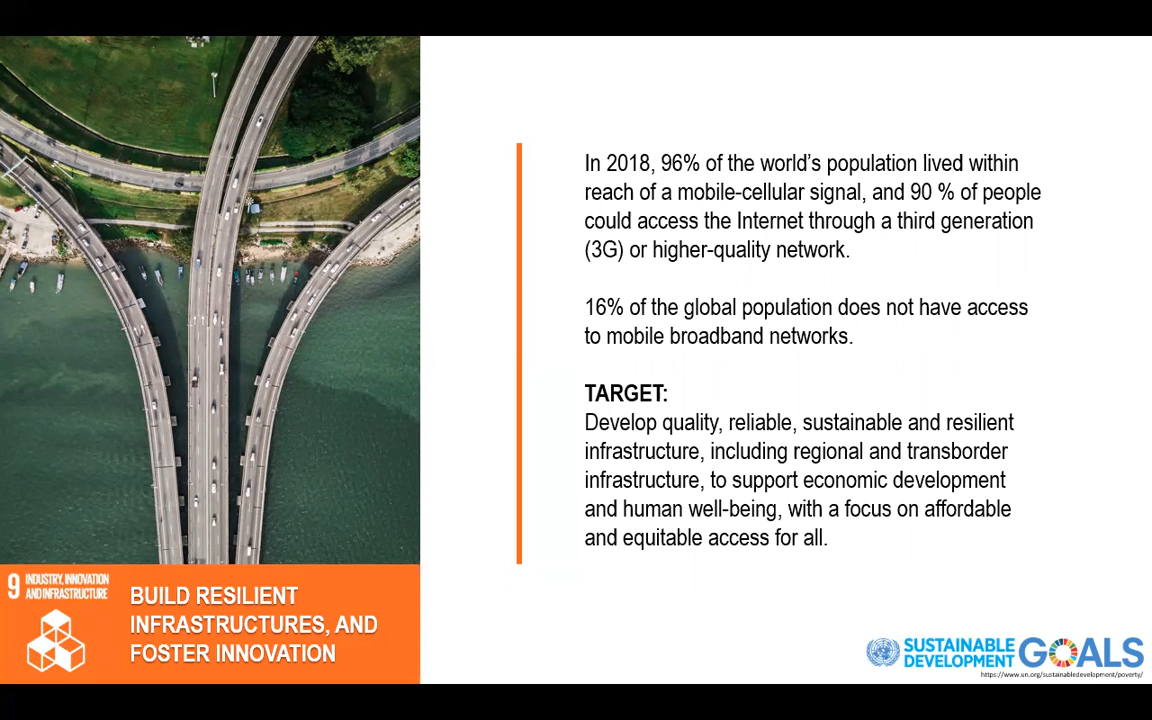 In 2018, 96% of the world's population lived within
reach of a mobile-cellular signal, and 90 % of people
could access the Internet through a third generation
(3G) or higher-quality network.
16% of the global population does not have access
to mobile broadband networks.
TARGET:
Develop quality, reliable, sustainable and resilient
infrastructure, including regional and transborder
infrastructure, to support economic development
and human well-being, with a focus on affordable
and equitable access for all.
9 INDUSTRY, INNOVATION
AND INFRASTRUCTURE
BUILD RESILIENT
INFRASTRUCTURES, AND
FOSTER INNOVATION
SUSTAINABLE
DEVELOPMENT GOALS
https://www.un.org/sustainabledevelopment/poverty/